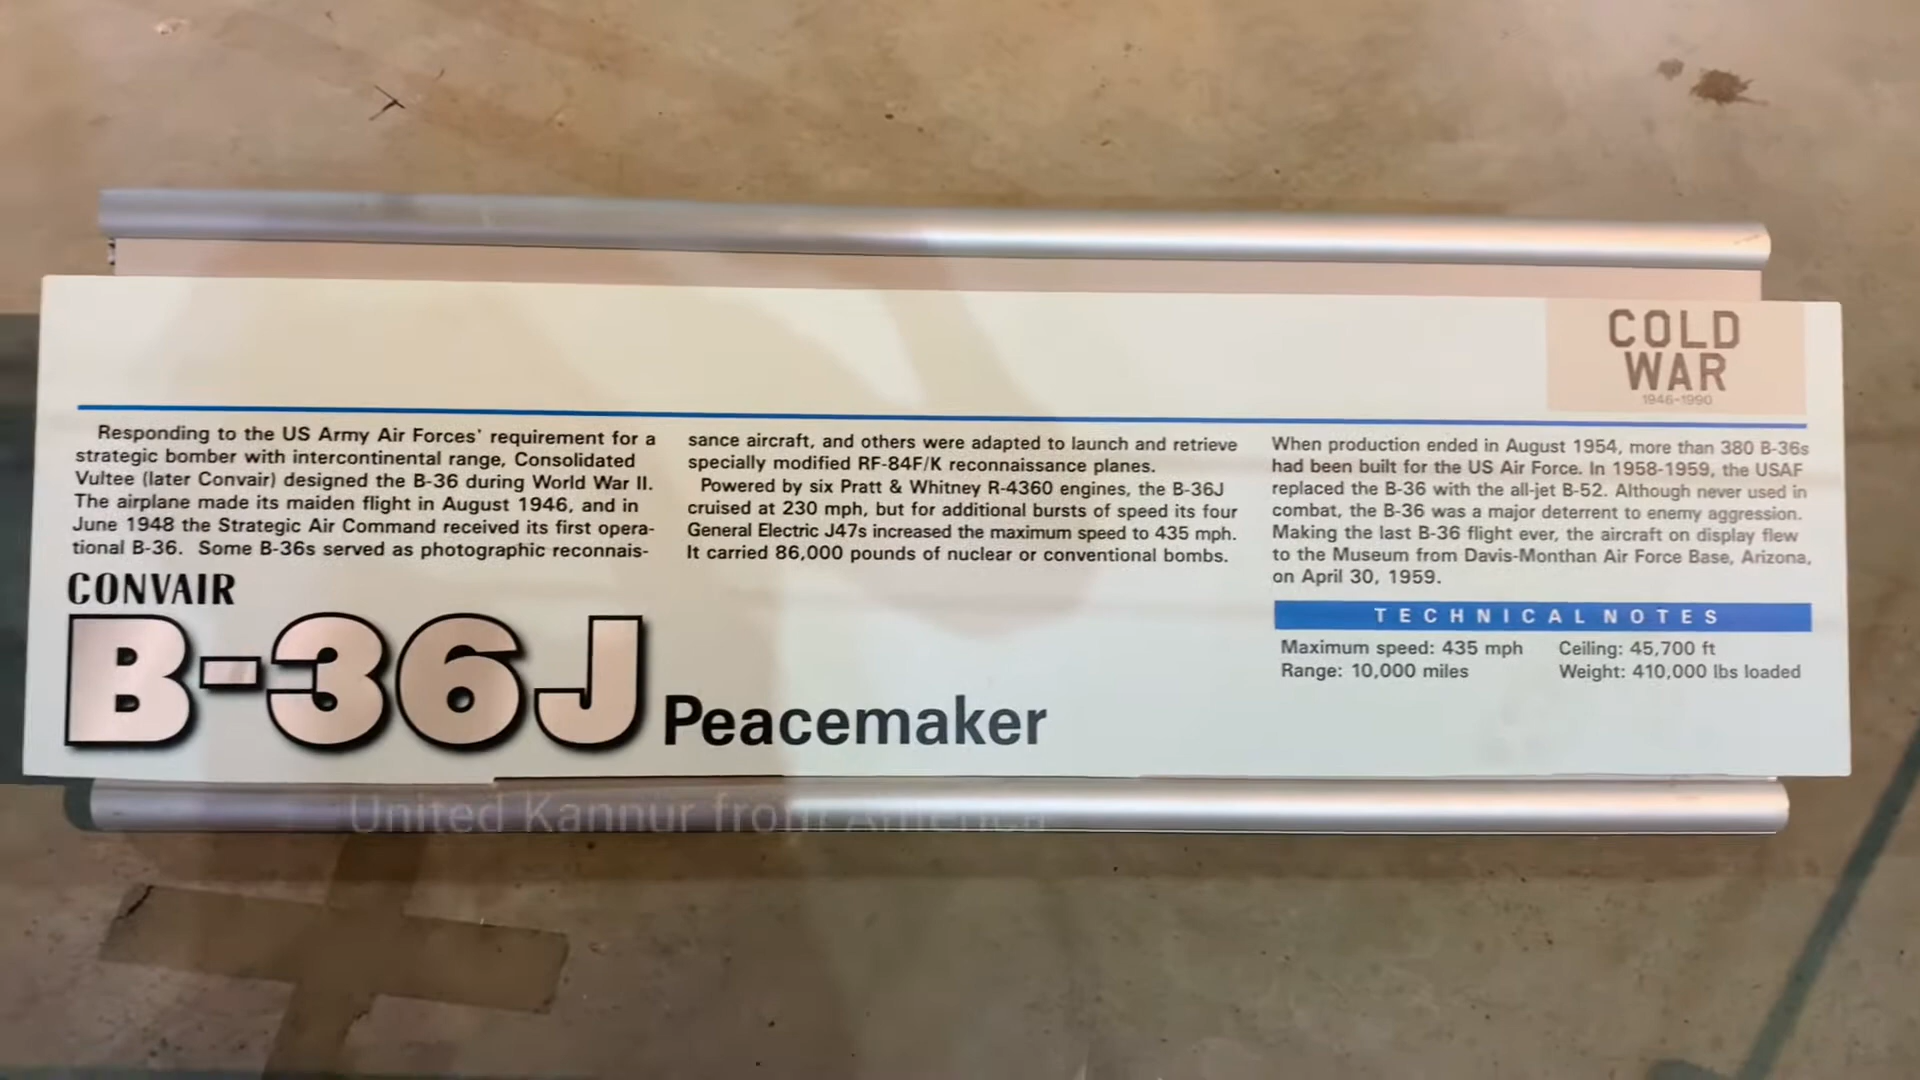 COLD
WAR
1946-1990
Responding to the US Army Air Forces' requirement for a
strategic bomber with intercontinental range, Consolidated
Vultee (later Convair) designed the B-36 during World War II.
The airplane made its maiden flight in August 1946, and in
June 1948 the Strategic Air Command received its first opera-
tional B-36. Some B-36s served as photographic reconnais-
sance aircraft, and others were adapted to launch and retrieve
specially modified RF-84F/K reconnaissance planes.
Powered by six Pratt & Whitney R-4360 engines, the B-36J
cruised at 230 mph, but for additional bursts of speed its four
General Electric J47s increased the maximum speed to 435 mph.
It carried 86,000 pounds of nuclear or conventional bombs.
When production ended in August 1954, more than 380 B-36s
had been built for the US Air Force. In 1958-1959, the USAF
replaced the B-36 with the all-jet B-52. Although never used in
combat, the B-36 was a major deterrent to enemy aggression.
Making the last B-36 flight ever, the aircraft on display flew
to the Museum from Davis-Monthan Air Force Base, Arizona,
on April 30, 1959.
TECHNICAL NOTES
Maximum speed: 435 mph Ceiling: 45,700 ft
Range: 10,000 miles Weight: 410,000 lbs loaded
CONVAIR
B-36J Peacemaker
United Kannur from America